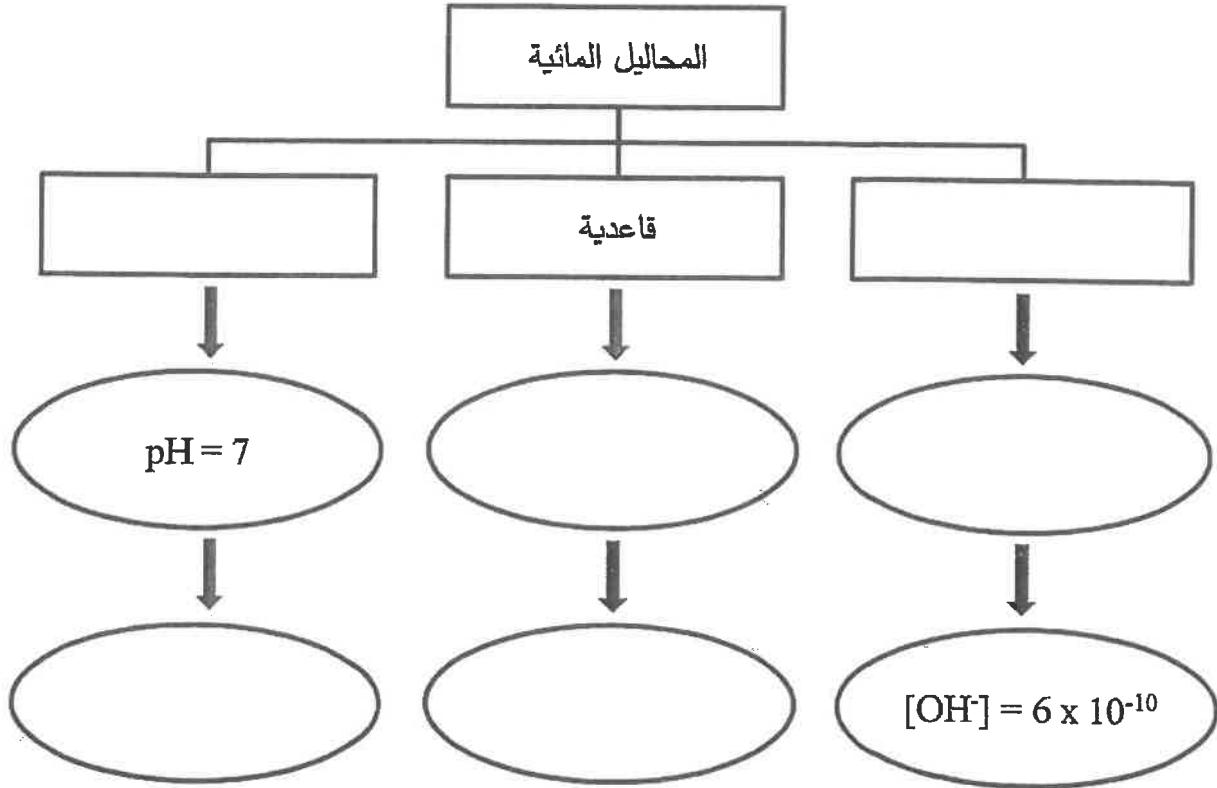 المحاليل المائية
قاعدية
pH = 7
[OH⁻] = 6 x 10⁻¹⁰